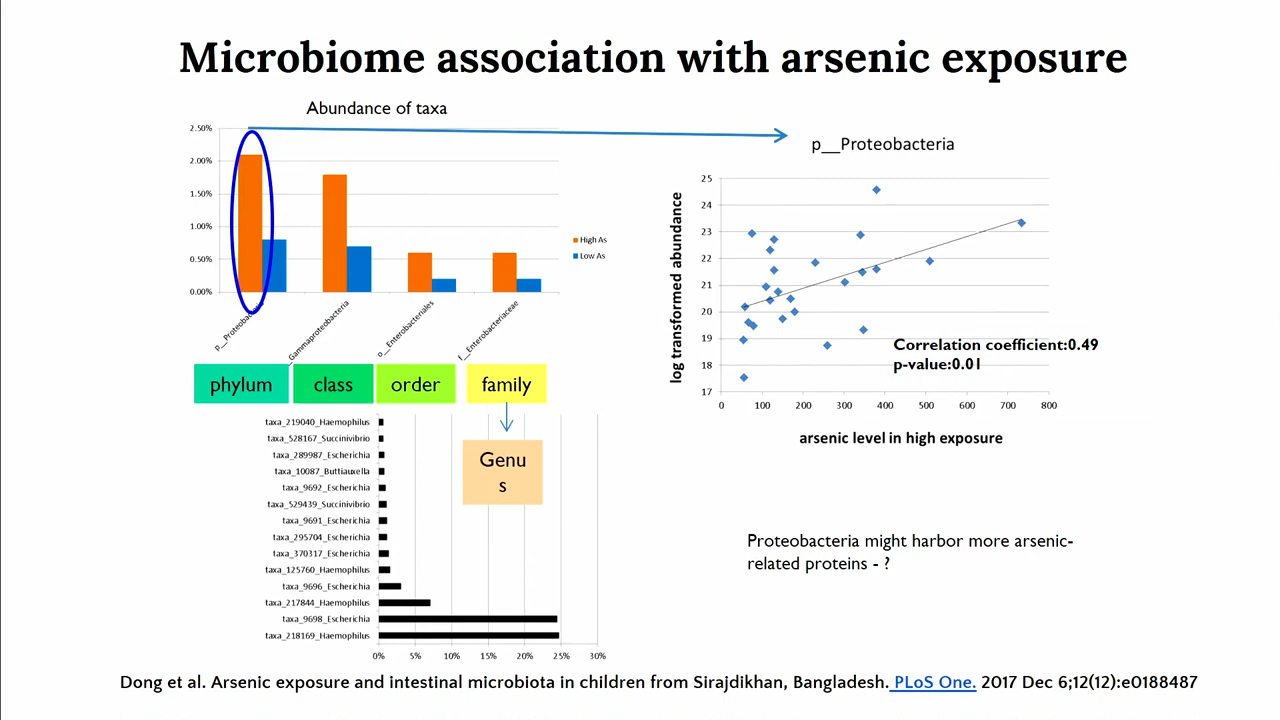 Microbiome association with arsenic exposure
Abundance of taxa
2.50%
2.00%
1.50%
1.00%
0.50%
0.00%
High As
Low As
Gammaproteobacteria
o__Enterobacteriales
f__Enterobacteriaceae
phylum
class
order
family
Genu
s
taxa_219040_Haemophilus
taxa_528167_Succinivibrio
taxa_289987_Escherichia
taxa_10087_Buttiauxella
taxa_9692_Escherichia
taxa_529439_Succinivibrio
taxa_9691_Escherichia
taxa_295704_Escherichia
taxa_370317_Escherichia
taxa_125760_Haemophilus
taxa_9696_Escherichia
taxa_217844_Haemophilus
taxa_9698_Escherichia
taxa_218169_Haemophilus
0% 5% 10% 15% 20% 25% 30%
p__Proteobacteria
log transformed abundance
25
24
23
22
21
20
19
18
17
Correlation coefficient:0.49
p-value:0.01
0 100 200 300 400 500 600 700 800
arsenic level in high exposure
Proteobacteria might harbor more arsenic-
related proteins - ?
Dong et al. Arsenic exposure and intestinal microbiota in children from Sirajdikhan, Bangladesh. PLoS One. 2017 Dec 6;12(12):e0188487